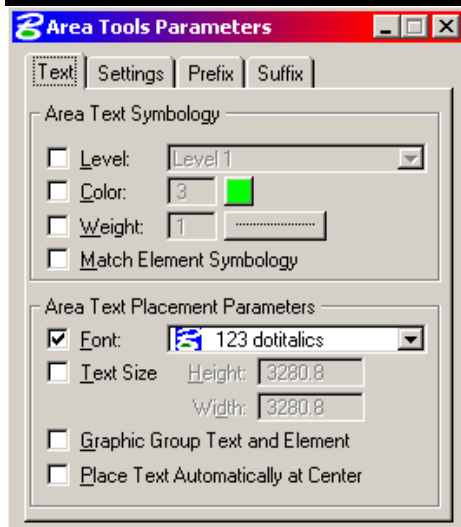 Area Tools Parameters
Text Settings Prefix Suffix
Area Text Symbology
Level: Level 1
Color: 3
Weight: 1
Match Element Symbology
Area Text Placement Parameters
Font: 123 dotitalics
Text Size Height: 3280.8
Width: 3280.8
Graphic Group Text and Element
Place Text Automatically at Center